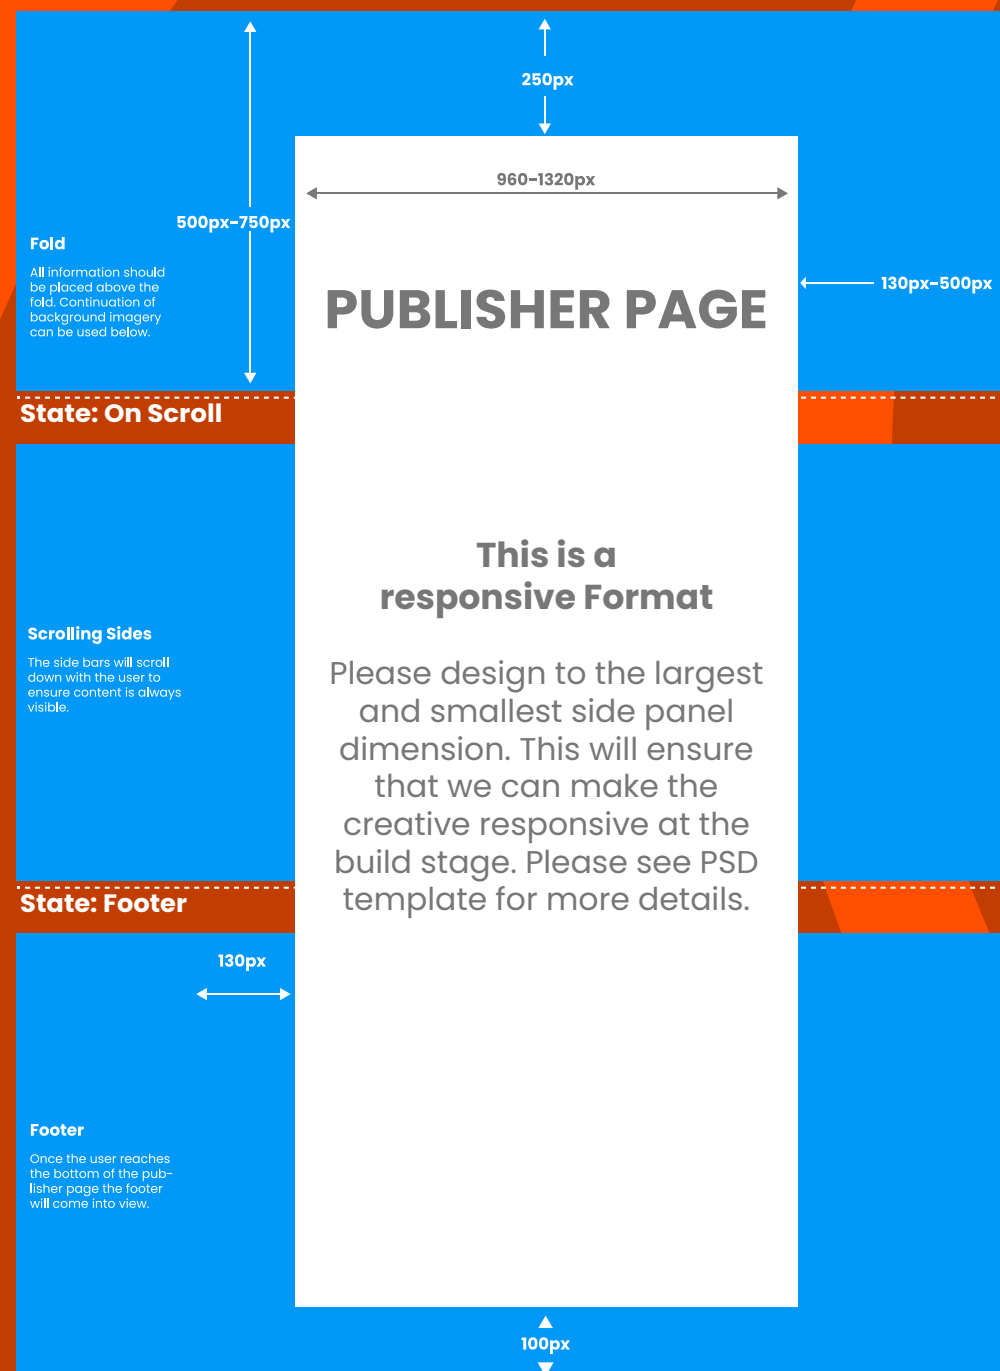 250px
960-1320px
500px-750px
Fold
All information should
be placed above the
fold. Continuation of
background imagery
can be used below.
130px-500px
PUBLISHER PAGE
State: On Scroll
This is a
responsive Format
Scrolling Sides
The side bars will scroll
down with the user to
ensure content is always
visible.
Please design to the largest
and smallest side panel
dimension. This will ensure
that we can make the
creative responsive at the
build stage. Please see PSD
template for more details.
State: Footer
130px
Footer
Once the user reaches
the bottom of the pub-
lisher page the footer
will come into view.
100px